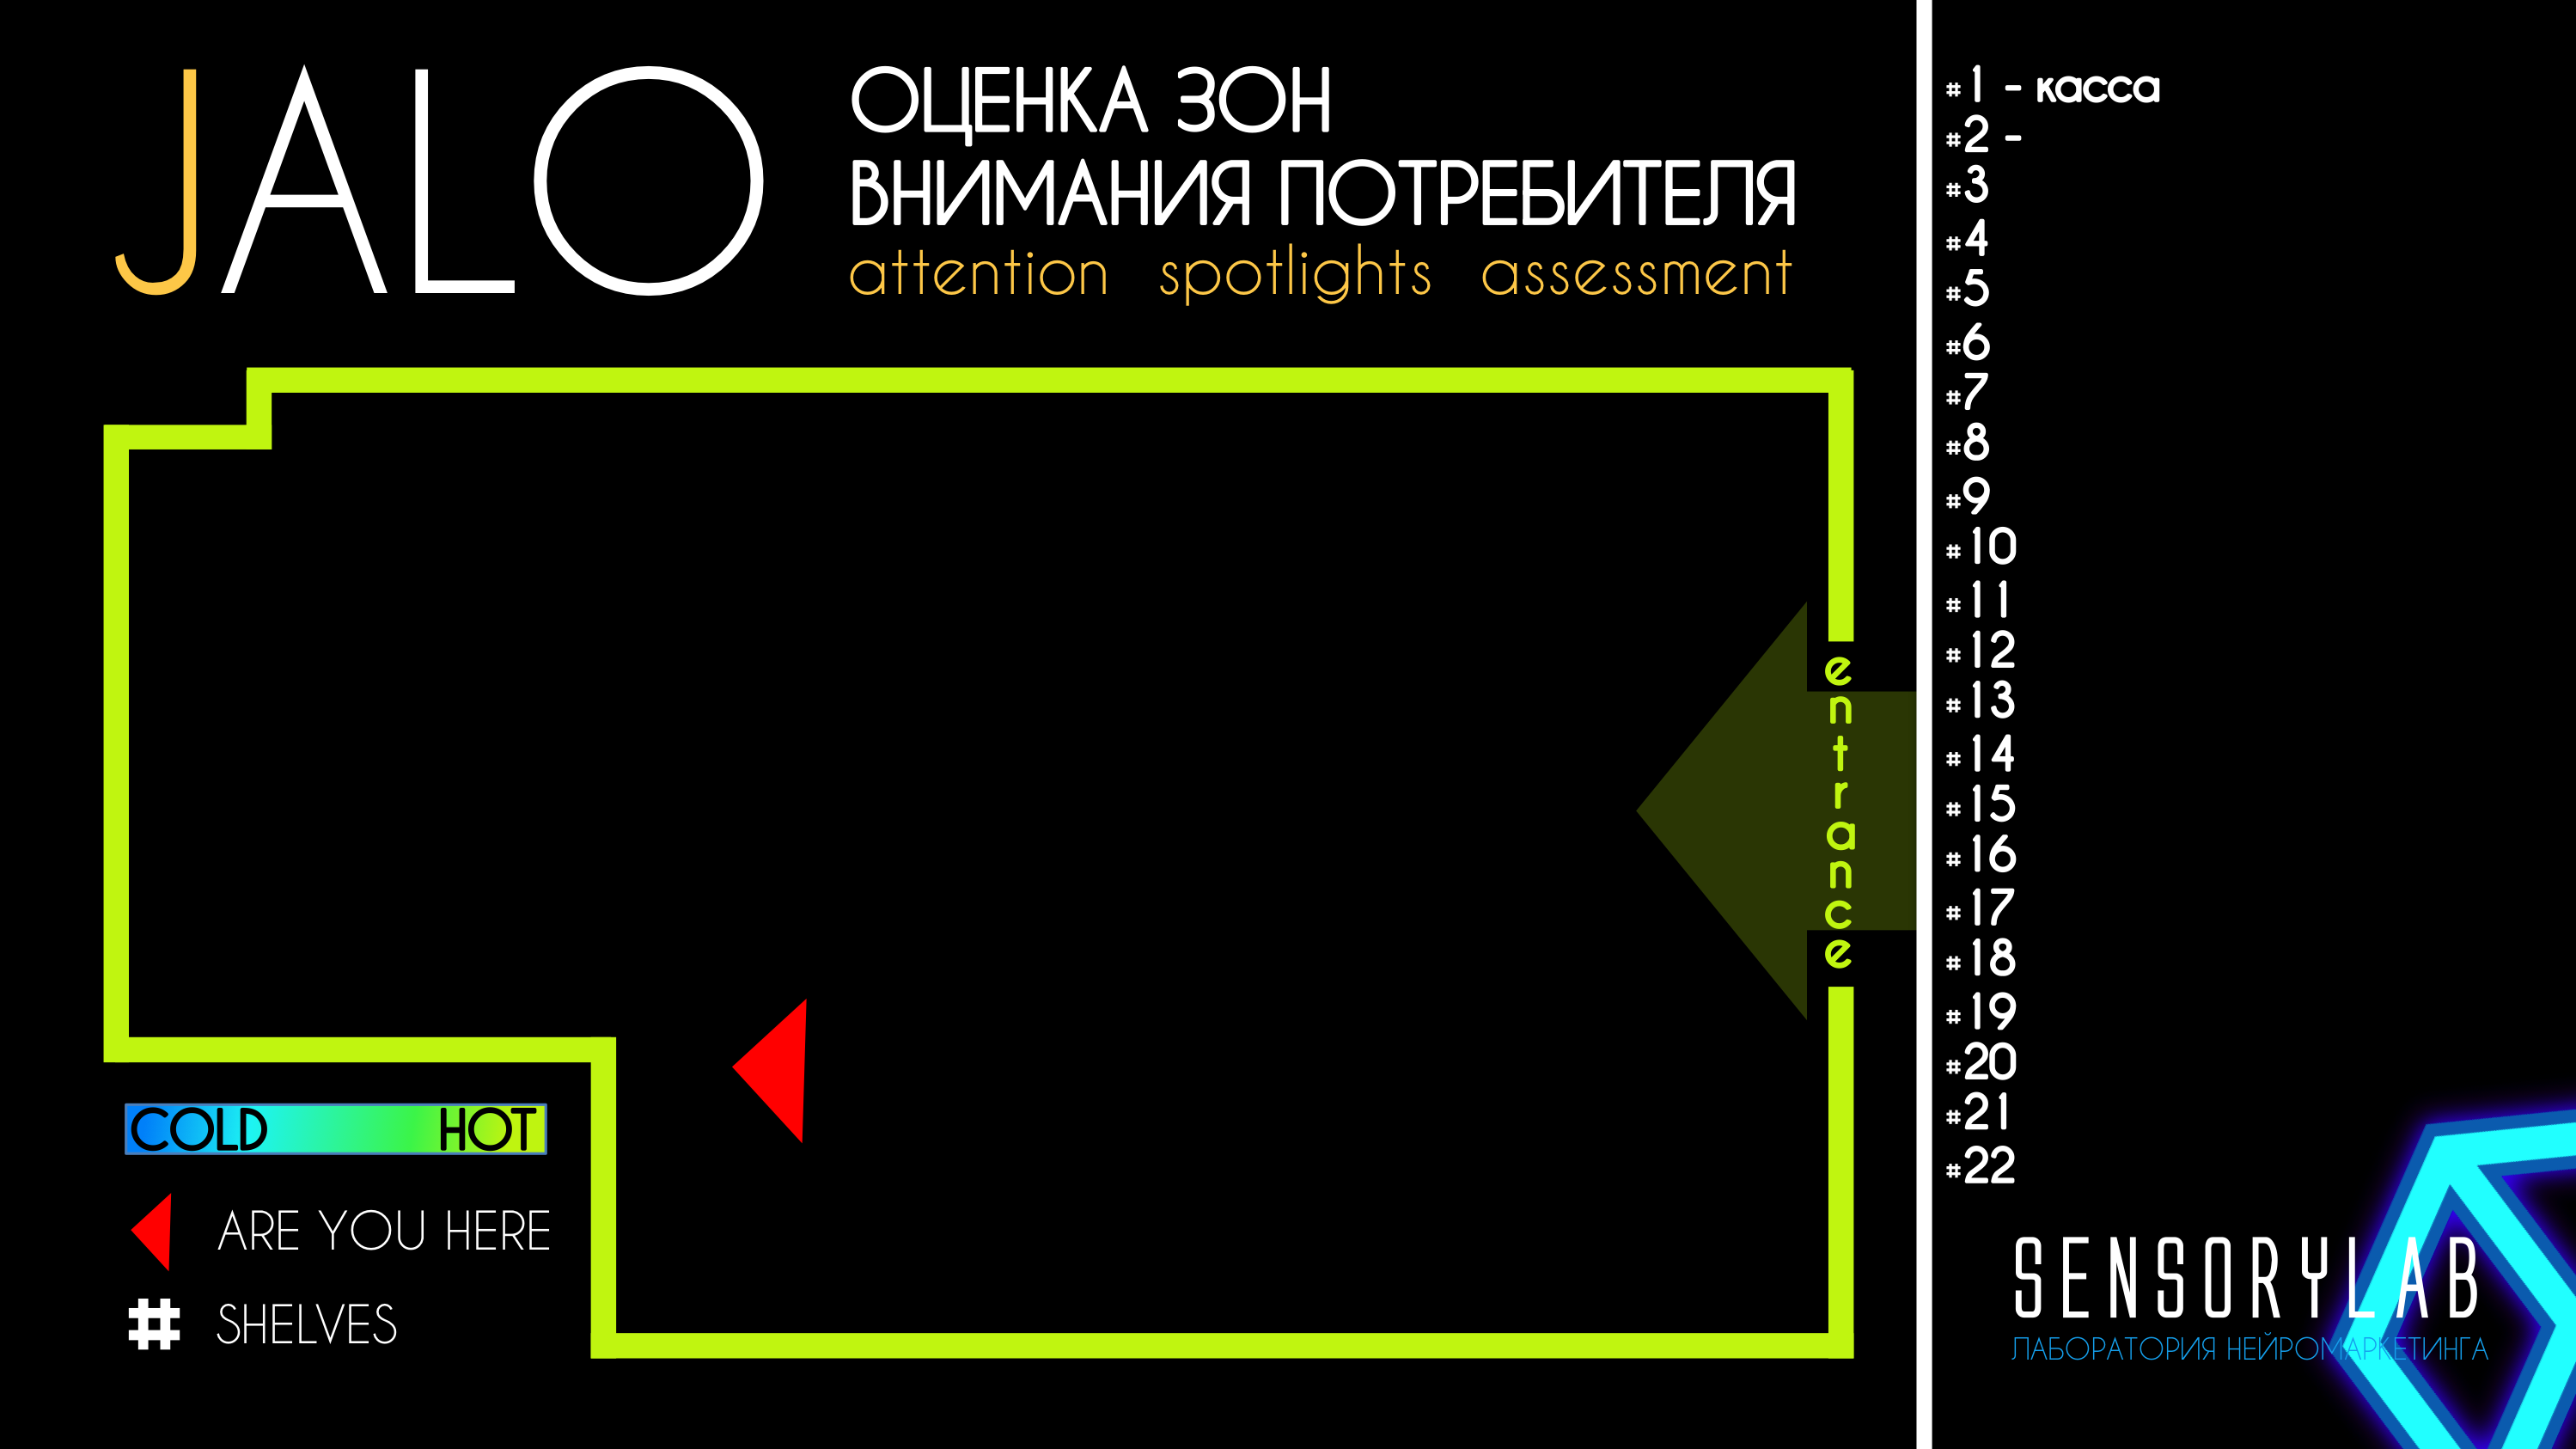 JALO
ОЦЕНКА ЗОН
ВНИМАНИЯ ПОТРЕБИТЕЛЯ
attention spotlights assessment
entrance
COLD HOT
ARE YOU HERE
# SHELVES
#1 - касса
#2 -
#3
#4
#5
#6
#7
#8
#9
#10
#11
#12
#13
#14
#15
#16
#17
#18
#19
#20
#21
#22
SENSORYLAB
ЛАБОРАТОРИЯ НЕЙРОМАРКЕТИНГА